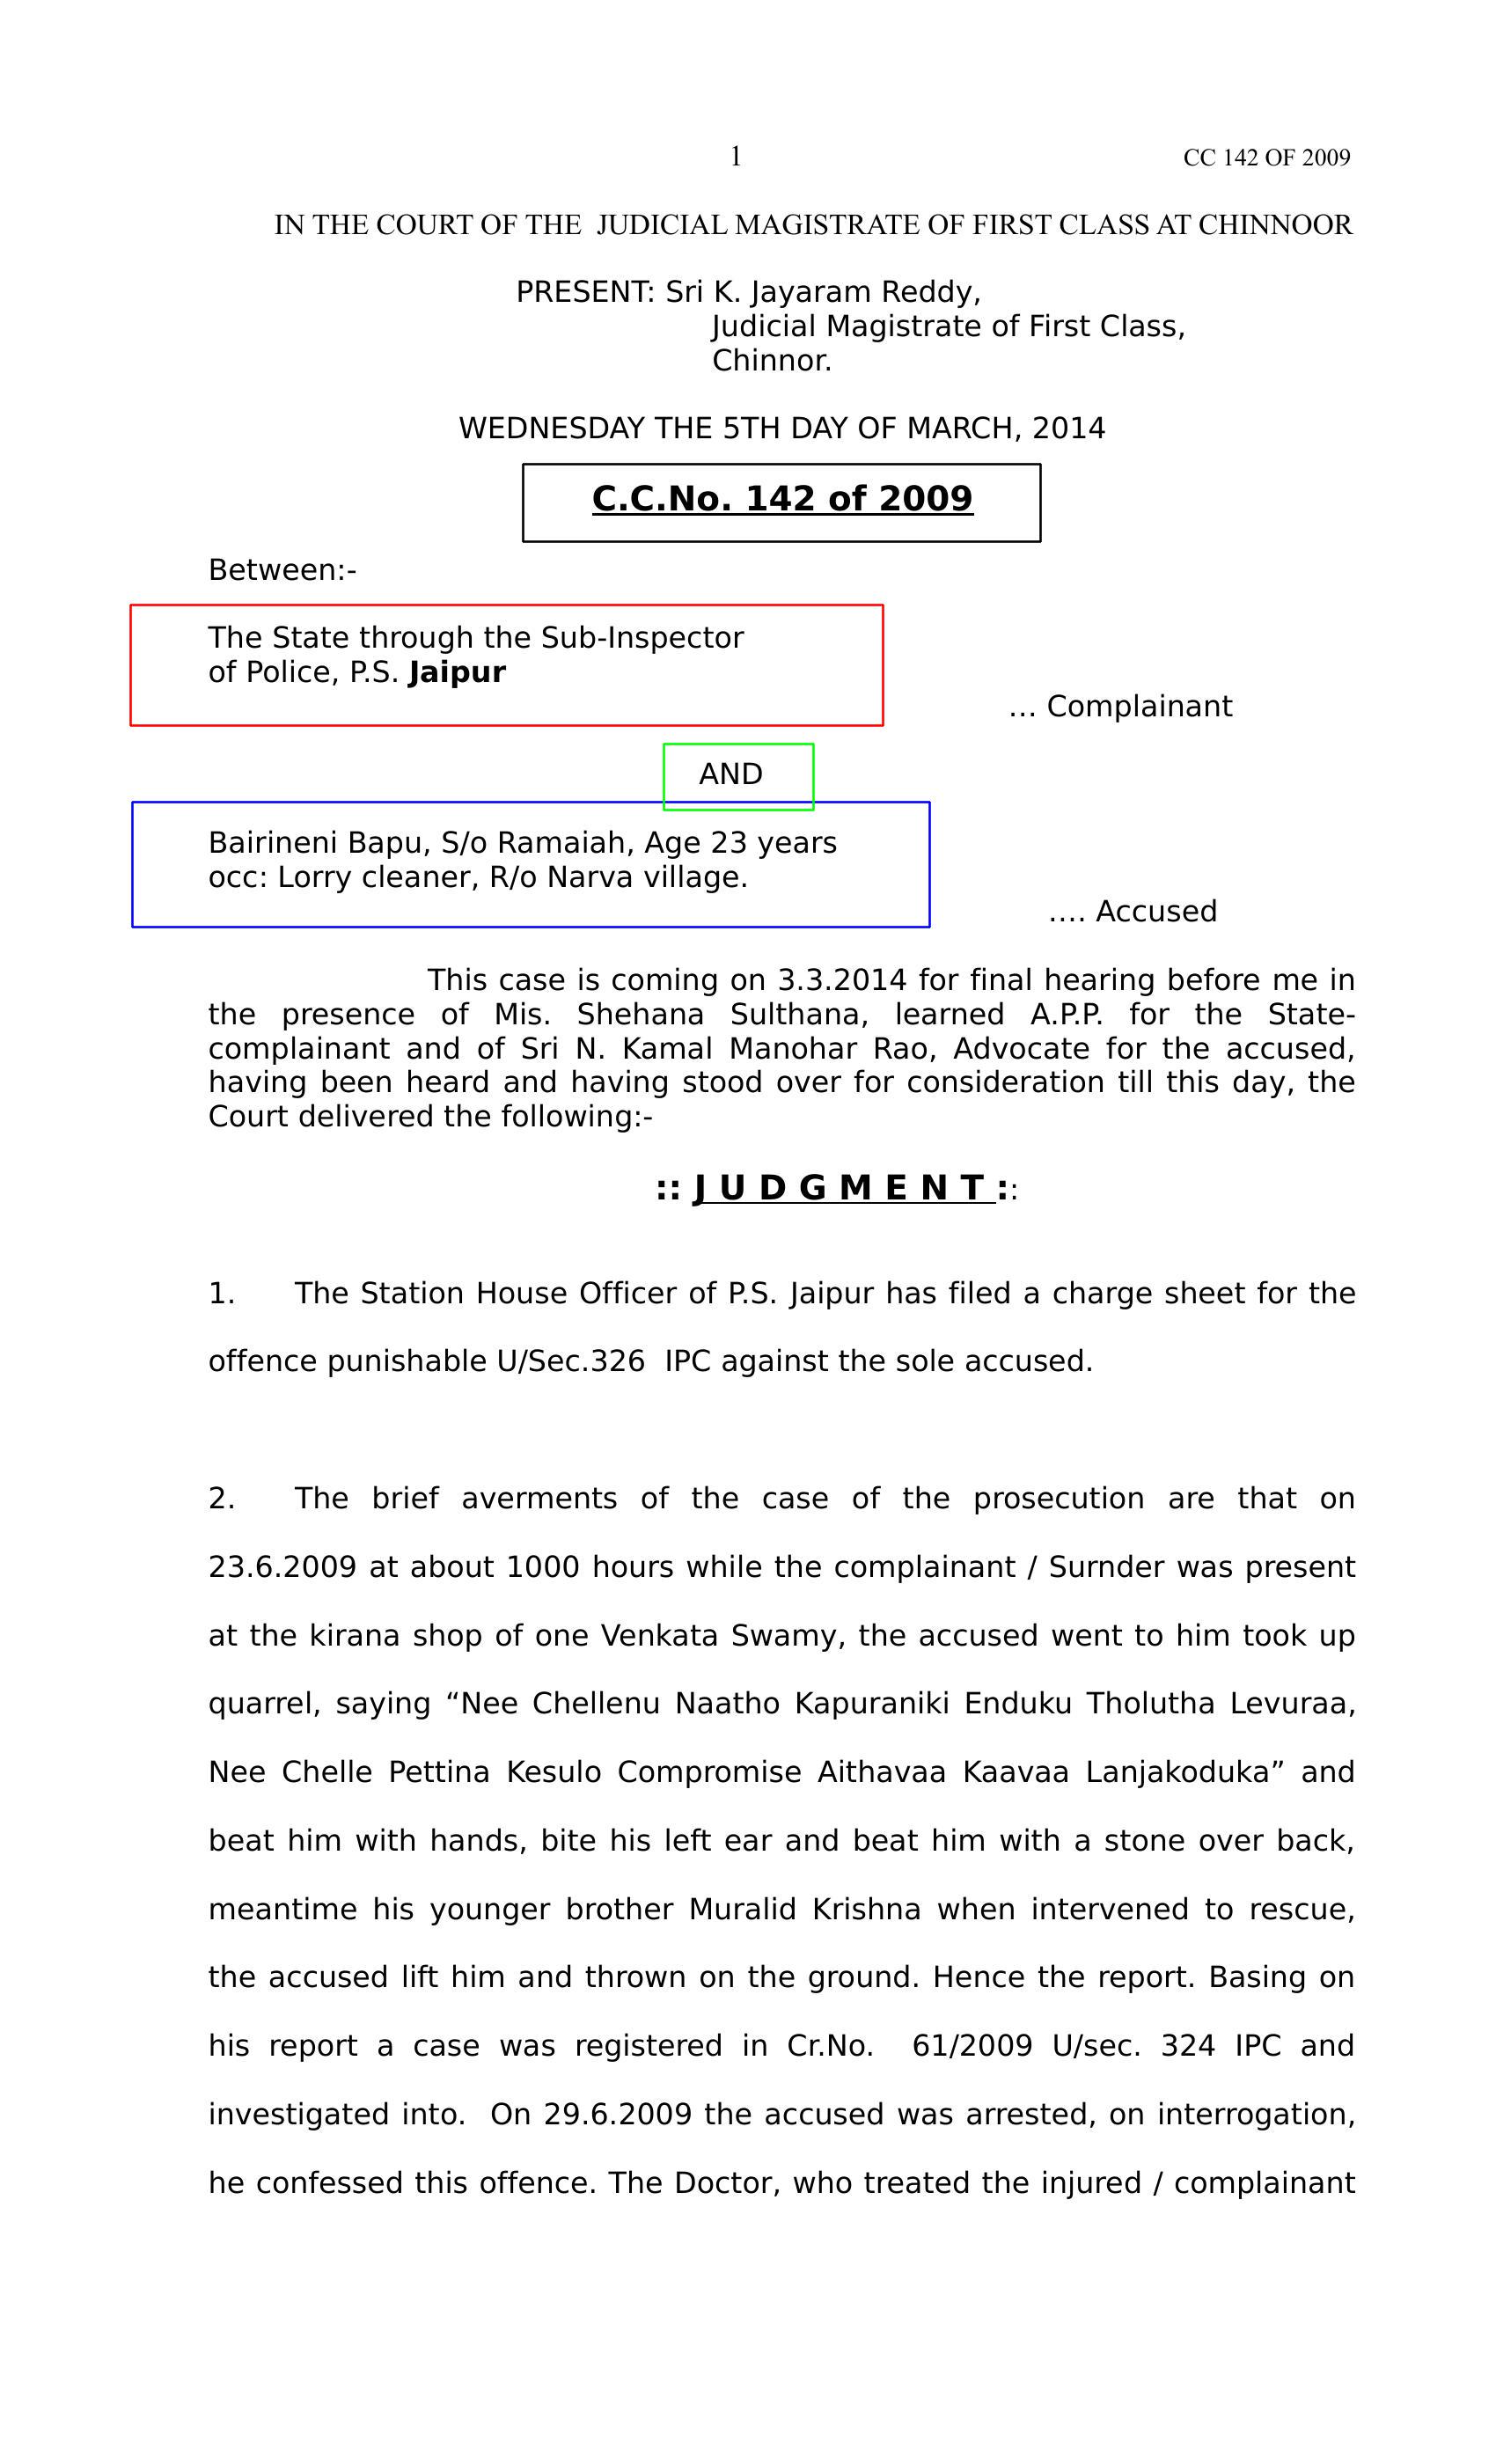 1
CC 142 OF 2009
IN THE COURT OF THE  JUDICIAL MAGISTRATE OF FIRST CLASS AT CHINNOOR
PRESENT: Sri K. Jayaram Reddy,
Judicial Magistrate of First Class,
Chinnor.
WEDNESDAY THE 5TH DAY OF MARCH, 2014
C.C.No. 142 of 2009
Between:-
The State through the Sub-Inspector
of Police, P.S. Jaipur
... Complainant
AND
Bairineni Bapu, S/o Ramaiah, Age 23 years
occ: Lorry cleaner, R/o Narva village.
.... Accused
This case is coming on 3.3.2014 for final hearing before me in
the presence of Mis. Shehana Sulthana, learned A.P.P. for the State-
complainant and of Sri N. Kamal Manohar Rao, Advocate for the accused,
having been heard and having stood over for consideration till this day, the
Court delivered the following:-
:: J U D G M E N T ::
1. The Station House Officer of P.S. Jaipur has filed a charge sheet for the
offence punishable U/Sec.326  IPC against the sole accused.
2. The brief averments of the case of the prosecution are that on
23.6.2009 at about 1000 hours while the complainant / Surnder was present
at the kirana shop of one Venkata Swamy, the accused went to him took up
quarrel, saying “Nee Chellenu Naatho Kapuraniki Enduku Tholutha Levuraa,
Nee Chelle Pettina Kesulo Compromise Aithavaa Kaavaa Lanjakoduka” and
beat him with hands, bite his left ear and beat him with a stone over back,
meantime his younger brother Muralid Krishna when intervened to rescue,
the accused lift him and thrown on the ground. Hence the report. Basing on
his report a case was registered in Cr.No.  61/2009 U/sec. 324 IPC and
investigated into.  On 29.6.2009 the accused was arrested, on interrogation,
he confessed this offence. The Doctor, who treated the injured / complainant